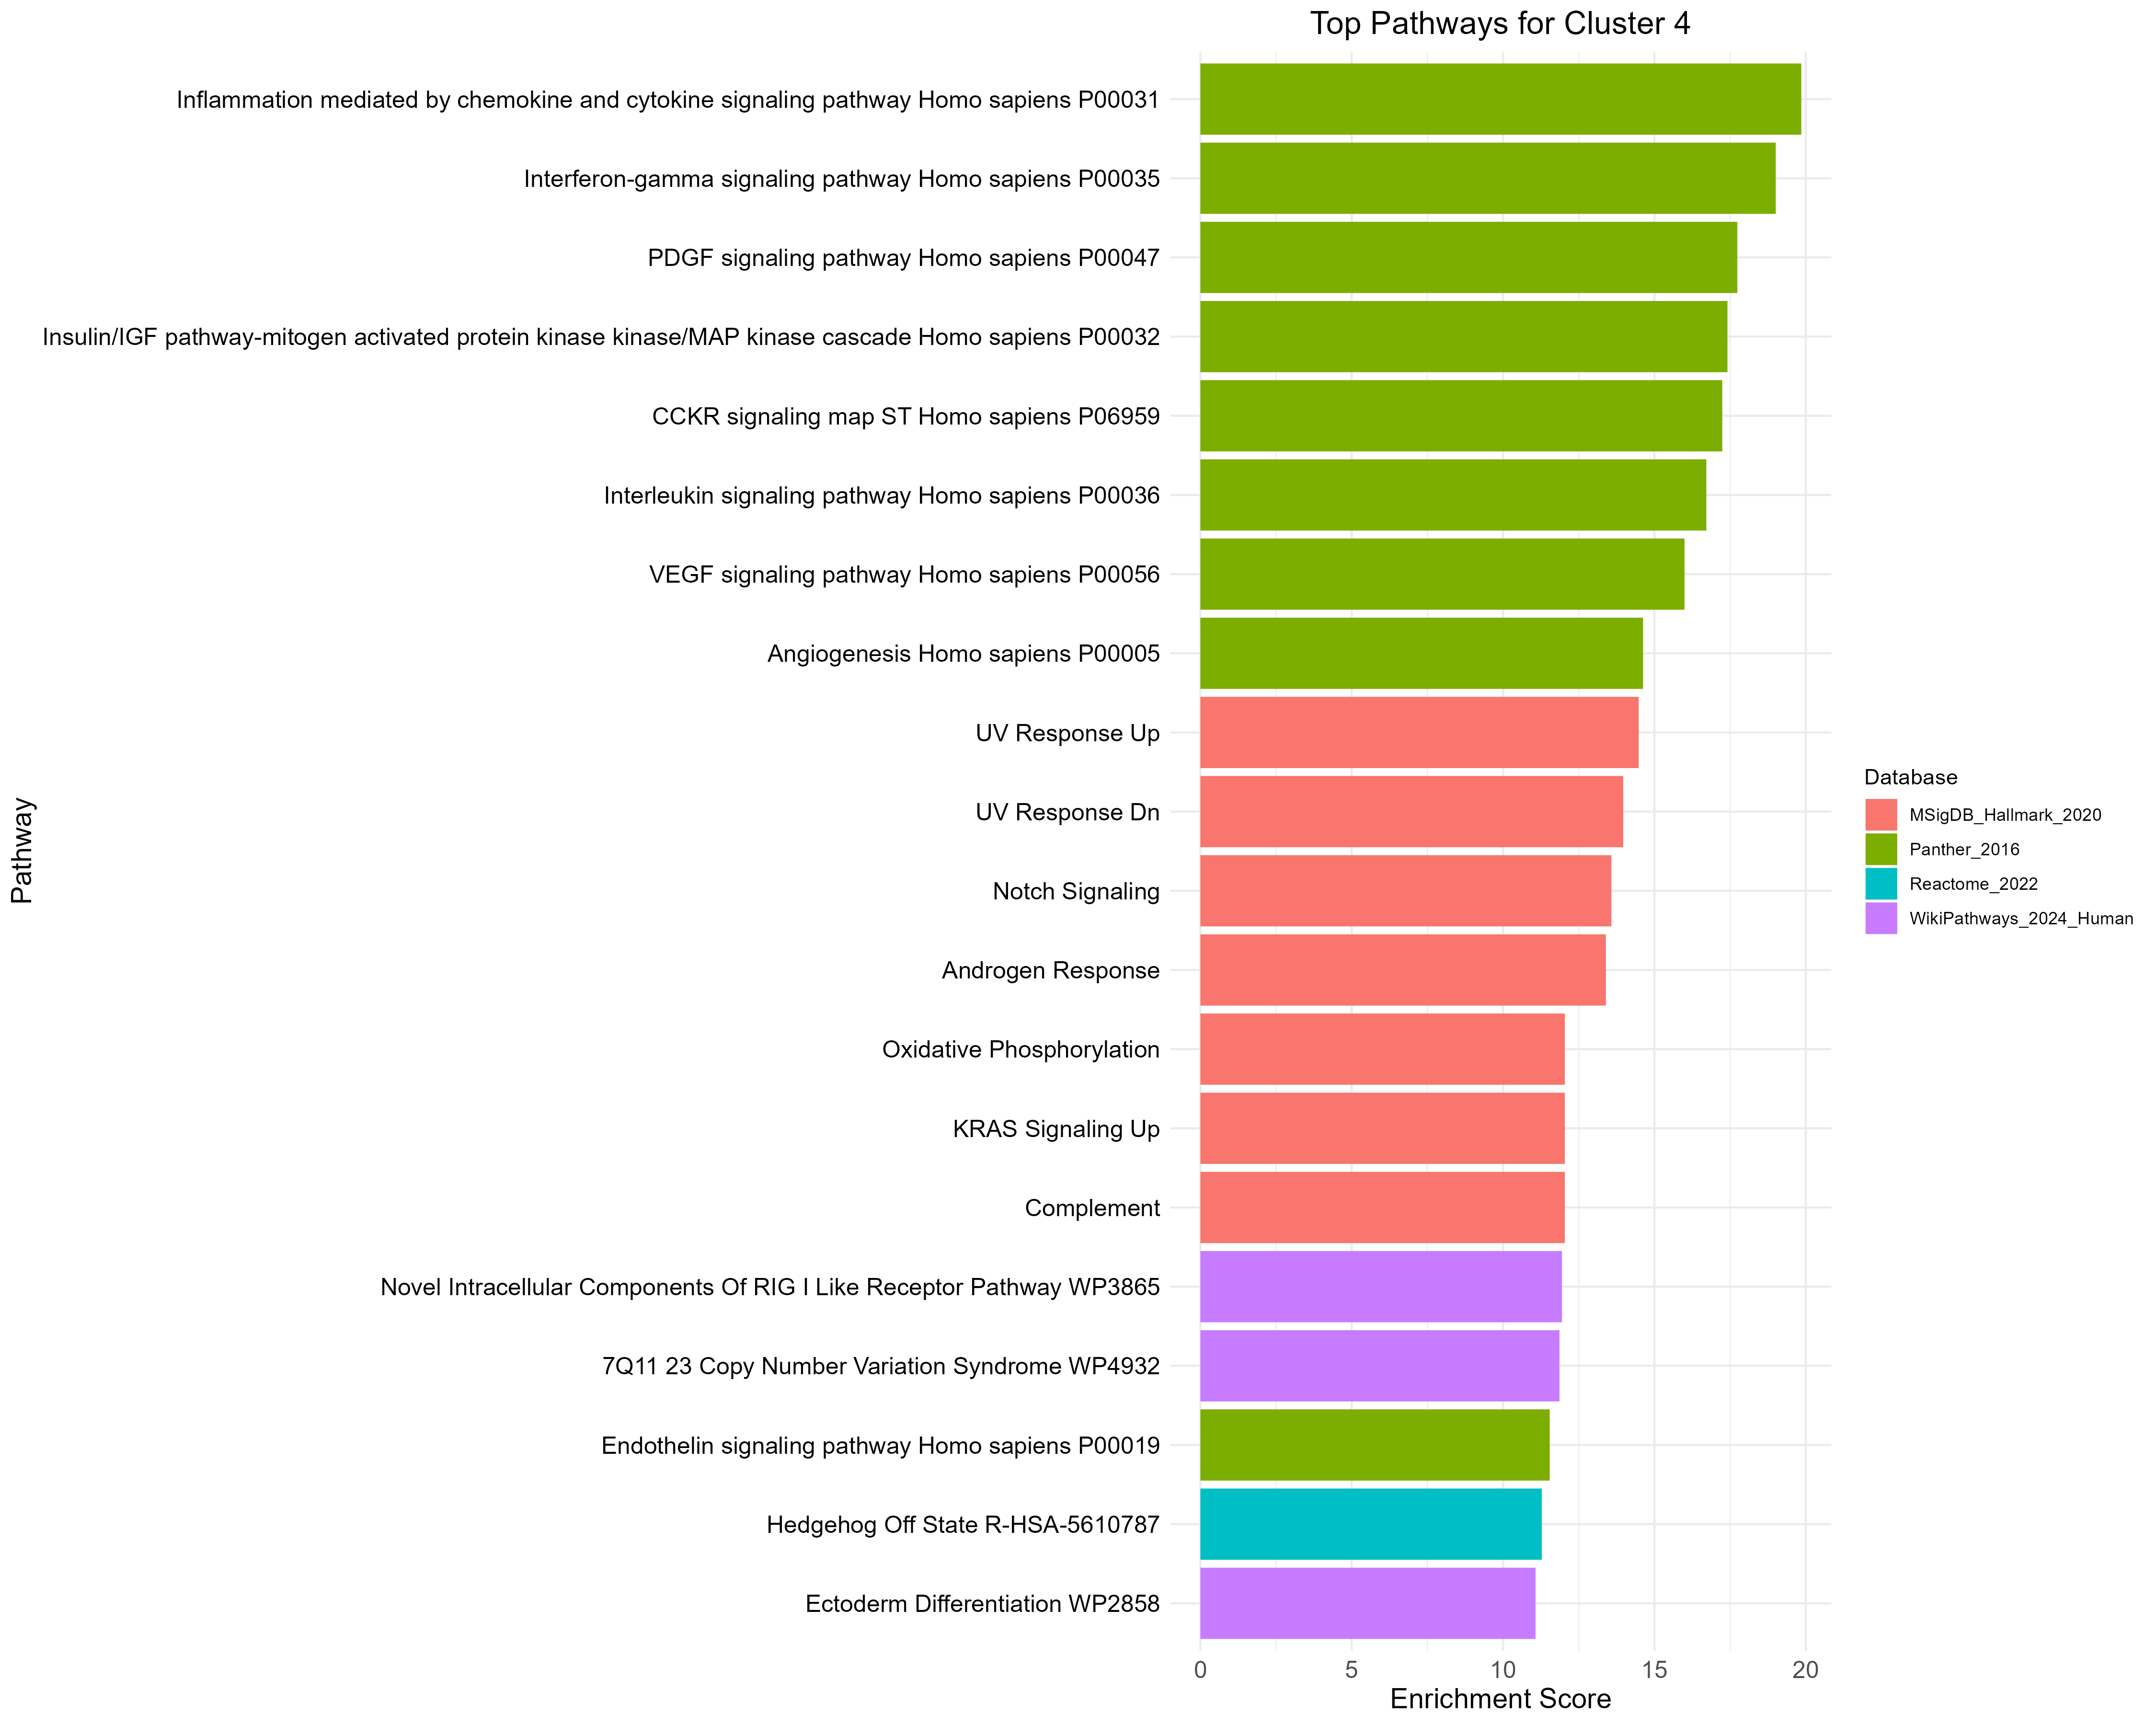 Top Pathways for Cluster 4
Inflammation mediated by chemokine and cytokine signaling pathway Homo sapiens P00031
Interferon-gamma signaling pathway Homo sapiens P00035
PDGF signaling pathway Homo sapiens P00047
Insulin/IGF pathway-mitogen activated protein kinase kinase/MAP kinase cascade Homo sapiens P00032
CCKR signaling map ST Homo sapiens P06959
Interleukin signaling pathway Homo sapiens P00036
VEGF signaling pathway Homo sapiens P00056
Angiogenesis Homo sapiens P00005
UV Response Up
UV Response Dn
Notch Signaling
Androgen Response
Oxidative Phosphorylation
KRAS Signaling Up
Complement
Novel Intracellular Components Of RIG I Like Receptor Pathway WP3865
7Q11 23 Copy Number Variation Syndrome WP4932
Endothelin signaling pathway Homo sapiens P00019
Hedgehog Off State R-HSA-5610787
Ectoderm Differentiation WP2858
Pathway
0 5 10 15 20
Enrichment Score
Database
MSigDB_Hallmark_2020
Panther_2016
Reactome_2022
WikiPathways_2024_Human